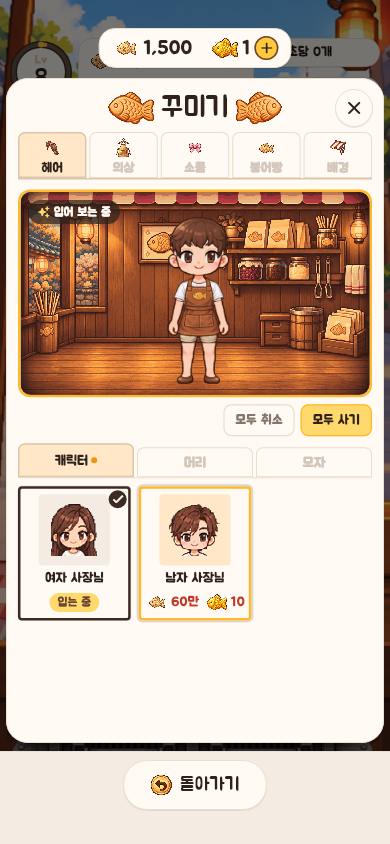 1,500
1
초당 0개
Lv
꾸미기
헤어
의상
소품
붕어빵
배경
입어 보는 중
모두 취소
모두 사기
캐릭터
머리
모자
여자 사장님
남자 사장님
입는 중
60만
10
돌아가기